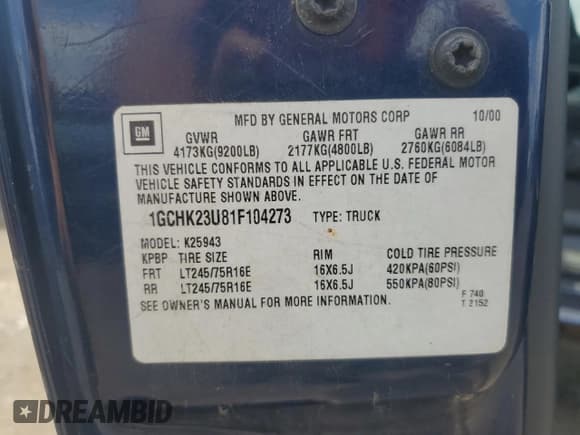 MFD BY GENERAL MOTORS CORP 10/00
GM
GVWR GAWR FRT GAWR RR
4173KG(9200LB) 2177KG(4800LB) 2760KG(6084LB)
THIS VEHICLE CONFORMS TO ALL APPLICABLE U.S. FEDERAL MOTOR
VEHICLE SAFETY STANDARDS IN EFFECT ON THE DATE OF
MANUFACTURE SHOWN ABOVE.
1GCHK23U81F104273 TYPE: TRUCK
MODEL: K25943
KPBP TIRE SIZE RIM COLD TIRE PRESSURE
FRT LT245/75R16E 16X6.5J 420KPA(60PSI)
RR LT245/75R16E 16X6.5J 550KPA(80PSI)
SEE OWNER'S MANUAL FOR MORE INFORMATION.
F 740
T 2152
DREAMBID